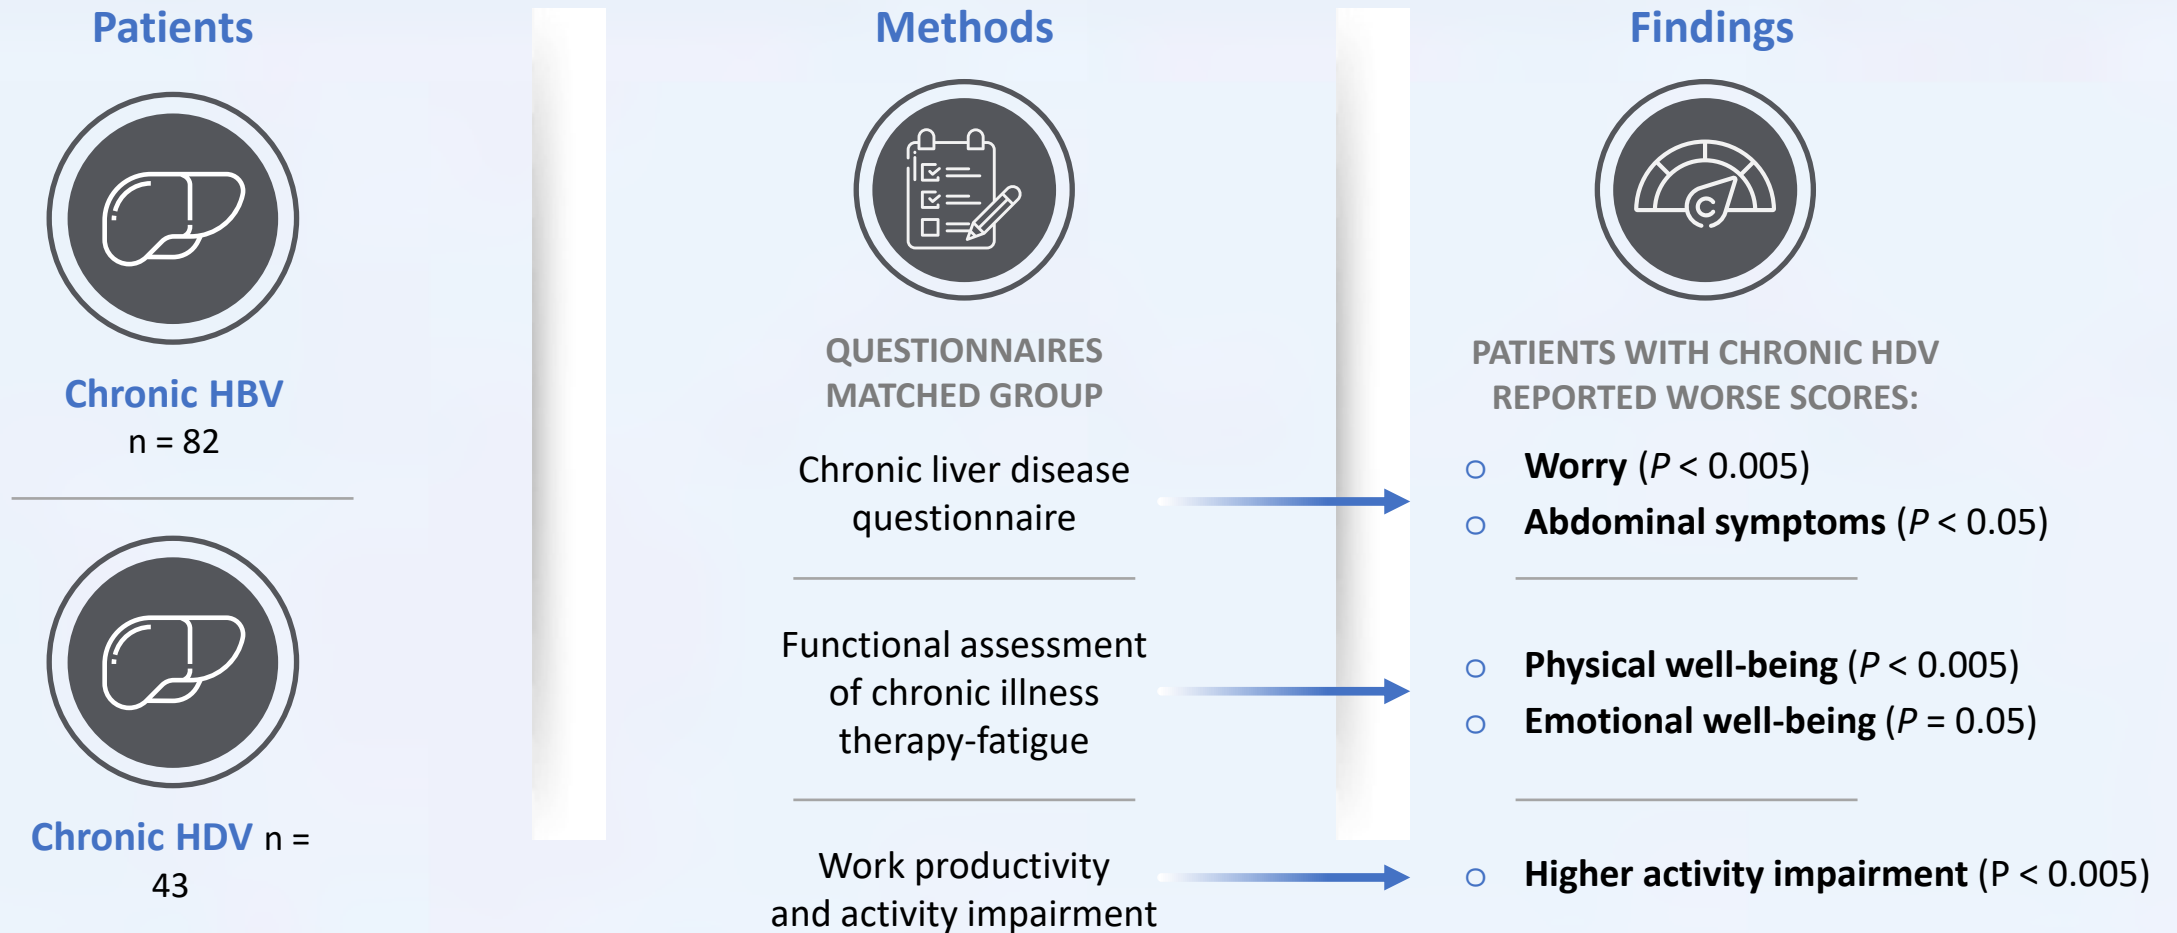 Patients
Chronic HBV
n = 82
Chronic HDV n =
43
Methods
QUESTIONNAIRES
MATCHED GROUP
Chronic liver disease
questionnaire
Functional assessment
of chronic illness
therapy-fatigue
Work productivity
and activity impairment
Findings
C
PATIENTS WITH CHRONIC HDV
REPORTED WORSE SCORES:
o Worry (P < 0.005)
o Abdominal symptoms (P < 0.05)
o Physical well-being (P < 0.005)
o Emotional well-being (P = 0.05)
o Higher activity impairment (P < 0.005)